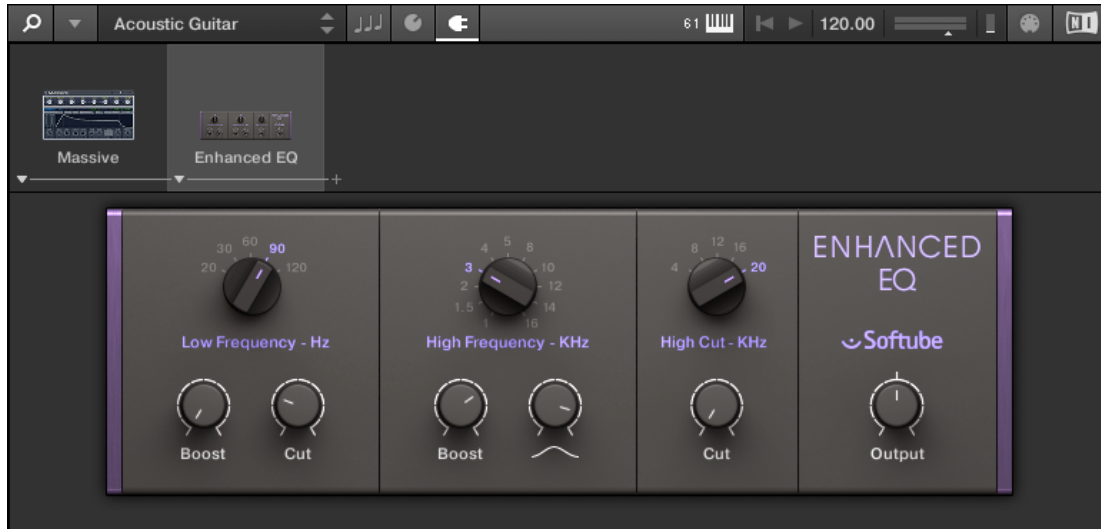 Acoustic Guitar
61
120.00
NI
Massive
Enhanced EQ
20 30 60 90 120
Low Frequency - Hz
Boost
Cut
1 1.5 2 3 4 5 8 10 12 14 16
High Frequency - KHz
Boost
4 8 12 16 20
High Cut - KHz
Cut
ENHANCED
EQ
Softube
Output